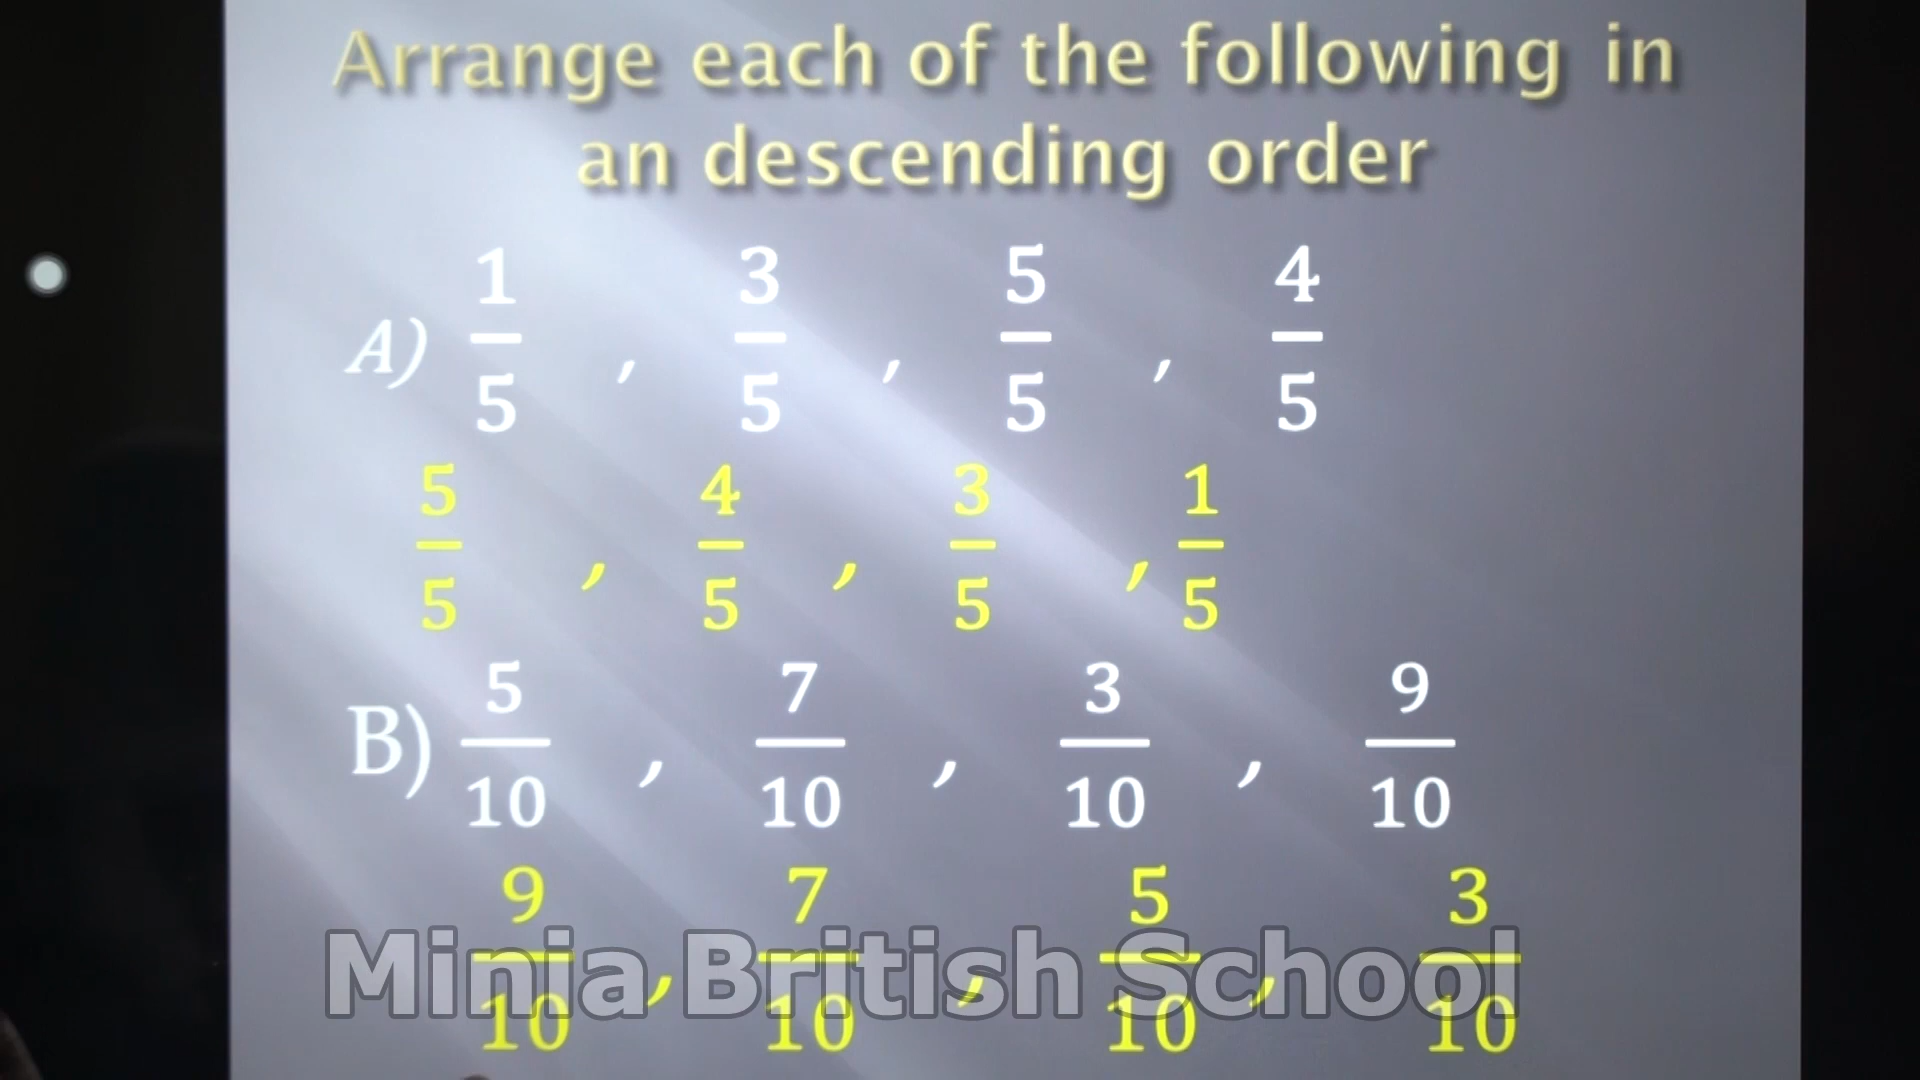 Arrange each of the following in
an descending order
A) 1/5 , 3/5 , 5/5 , 4/5
5/5 , 4/5 , 3/5 , 1/5
B) 5/10 , 7/10 , 3/10 , 9/10
9/10 , 7/10 , 5/10 , 3/10
Minia British School